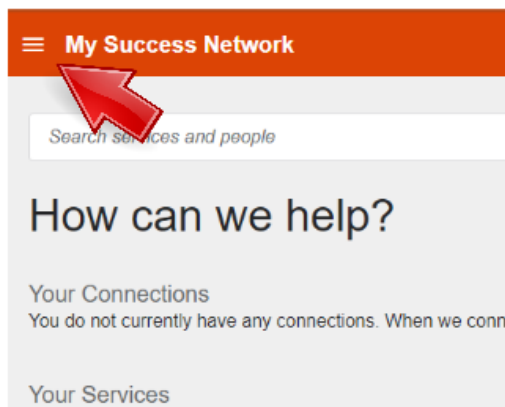 My Success Network
Search services and people
How can we help?
Your Connections
You do not currently have any connections. When we conn
Your Services